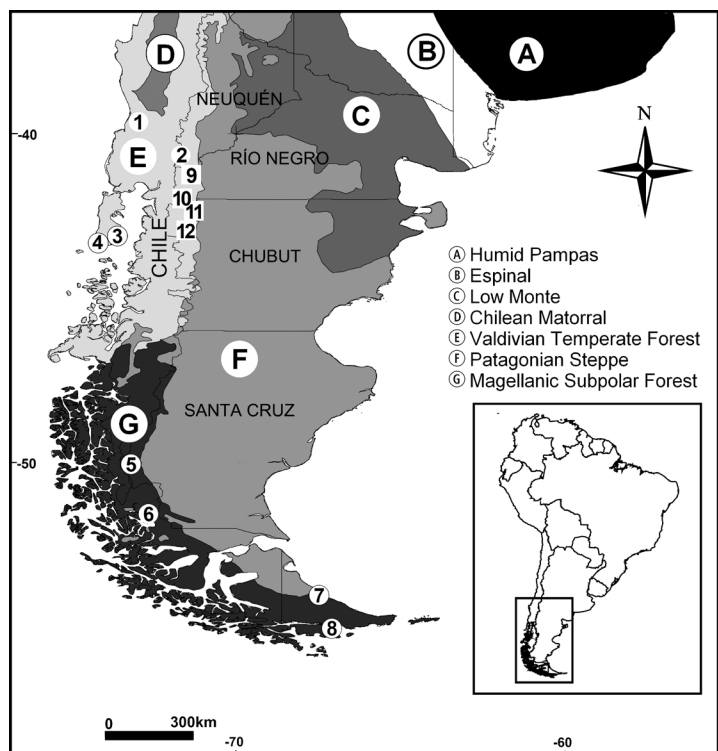 D
B
A
NEUQUÉN
C
N
-40
1
E
2
RÍO NEGRO
9
10
11
4
3
CHILE
12
CHUBUT
Ⓐ Humid Pampas
Ⓑ Espinal
Ⓒ Low Monte
Ⓓ Chilean Matorral
Ⓔ Valdivian Temperate Forest
Ⓕ Patagonian Steppe
Ⓖ Magellanic Subpolar Forest
F
SANTA CRUZ
G
-50
5
6
7
8
0 300km
-70
-60